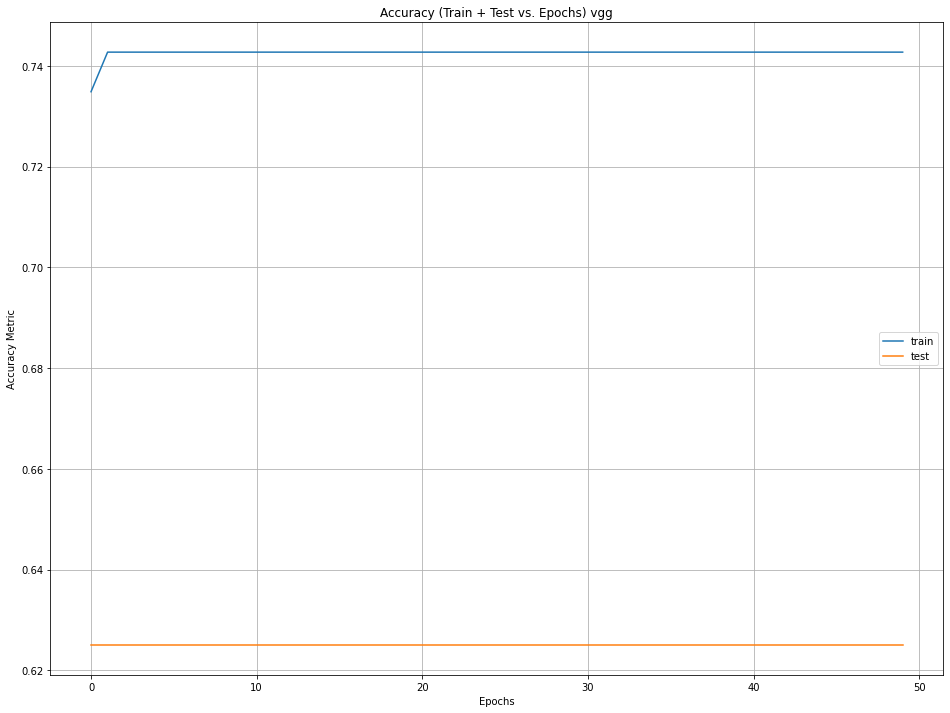 Accuracy (Train + Test vs. Epochs) vgg
0.74
0.72
0.70
0.68
0.66
0.64
0.62
Accuracy Metric
train
test
0 10 20 30 40 50
Epochs